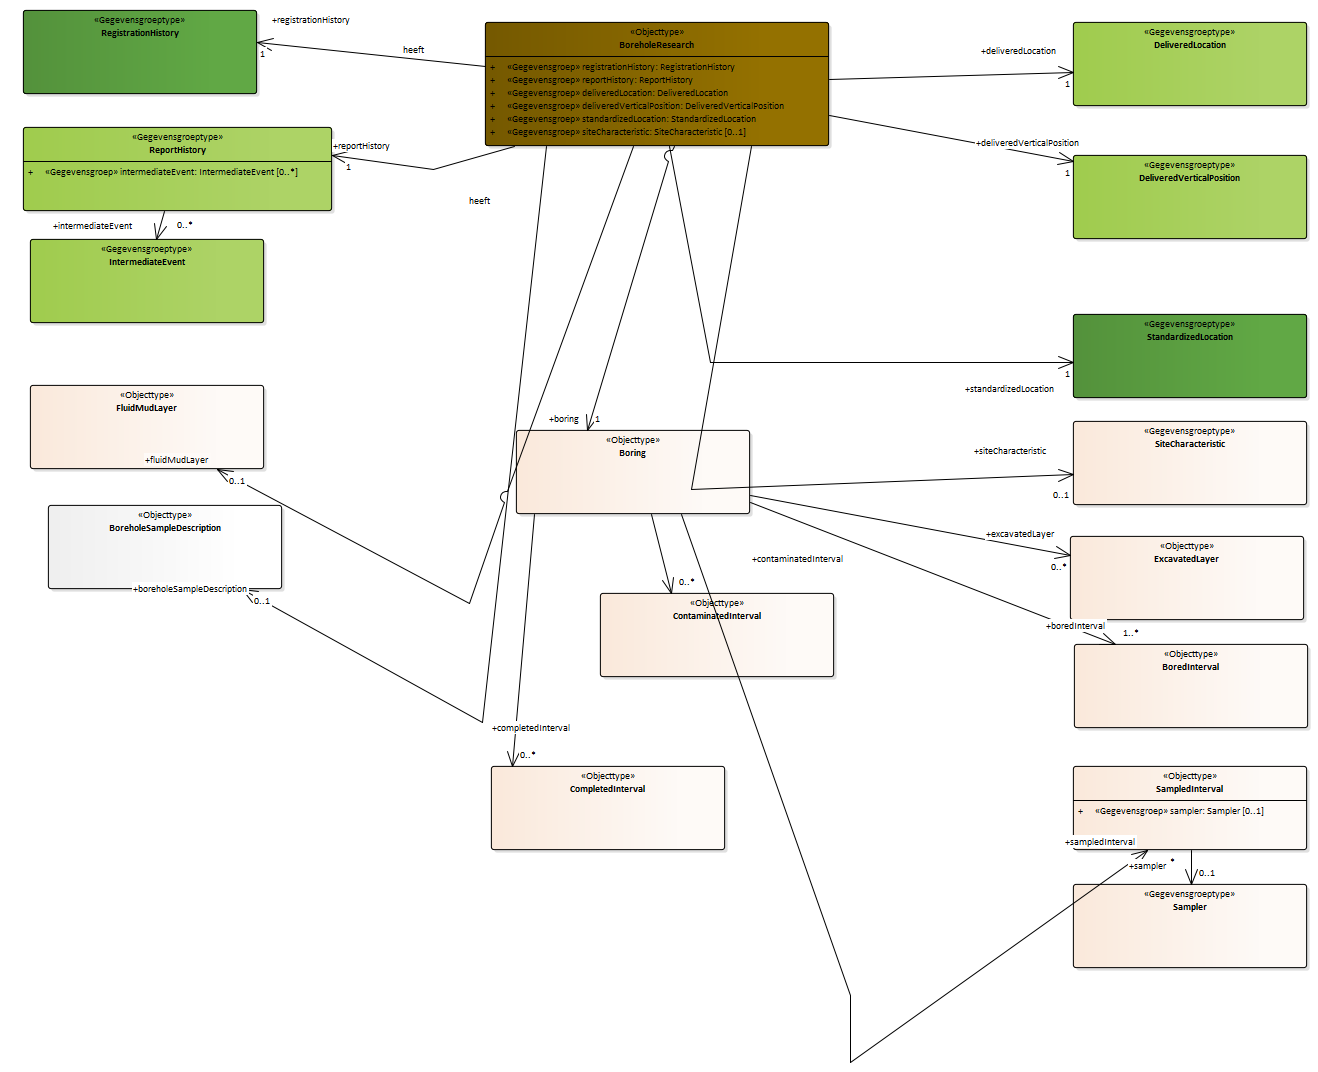 «Gegevensgroeptype»
RegistrationHistory
+registrationHistory
1
heeft
«Objecttype»
BoreholeResearch
+ «Gegevensgroep» registrationHistory: RegistrationHistory
+ «Gegevensgroep» reportHistory: ReportHistory
+ «Gegevensgroep» deliveredLocation: DeliveredLocation
+ «Gegevensgroep» deliveredVerticalPosition: DeliveredVerticalPosition
+ «Gegevensgroep» standardizedLocation: StandardizedLocation
+ «Gegevensgroep» siteCharacteristic: SiteCharacteristic [0..1]
+deliveredLocation
1
«Gegevensgroeptype»
DeliveredLocation
«Gegevensgroeptype»
ReportHistory
+ «Gegevensgroep» intermediateEvent: IntermediateEvent [0..*]
+reportHistory
1
heeft
+deliveredVerticalPosition
1
«Gegevensgroeptype»
DeliveredVerticalPosition
+intermediateEvent
0..*
«Gegevensgroeptype»
IntermediateEvent
«Gegevensgroeptype»
StandardizedLocation
1
+standardizedLocation
«Objecttype»
FluidMudLayer
+fluidMudLayer
0..1
+boring
1
«Objecttype»
Boring
«Gegevensgroeptype»
SiteCharacteristic
+siteCharacteristic
0..1
«Objecttype»
BoreholeSampleDescription
+boreholeSampleDescription
0..1
+excavatedLayer
0..*
«Objecttype»
ExcavatedLayer
+contaminatedInterval
0..*
«Objecttype»
ContaminatedInterval
+boredInterval
1..*
«Objecttype»
BoredInterval
+completedInterval
0..*
«Objecttype»
CompletedInterval
«Objecttype»
SampledInterval
+ «Gegevensgroep» sampler: Sampler [0..1]
+sampledInterval
*
+sampler
0..1
«Gegevensgroeptype»
Sampler